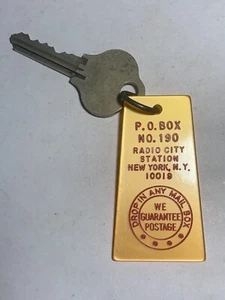 P.O. BOX
NO. 190
RADIO CITY
STATION
NEW YORK, N.Y.
10019
DROP IN ANY MAIL BOX
WE
GUARANTEE
POSTAGE